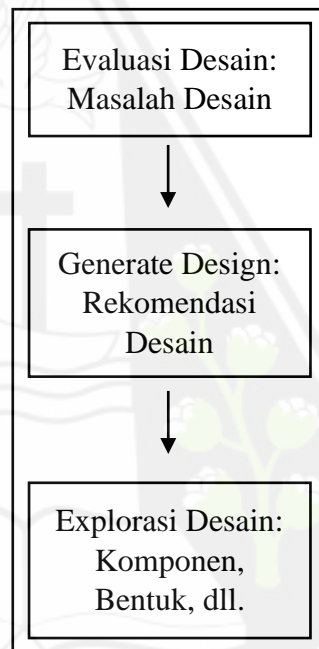 Evaluasi Desain:
Masalah Desain
Generate Design:
Rekomendasi
Desain
Explorasi Desain:
Komponen,
Bentuk, dll.